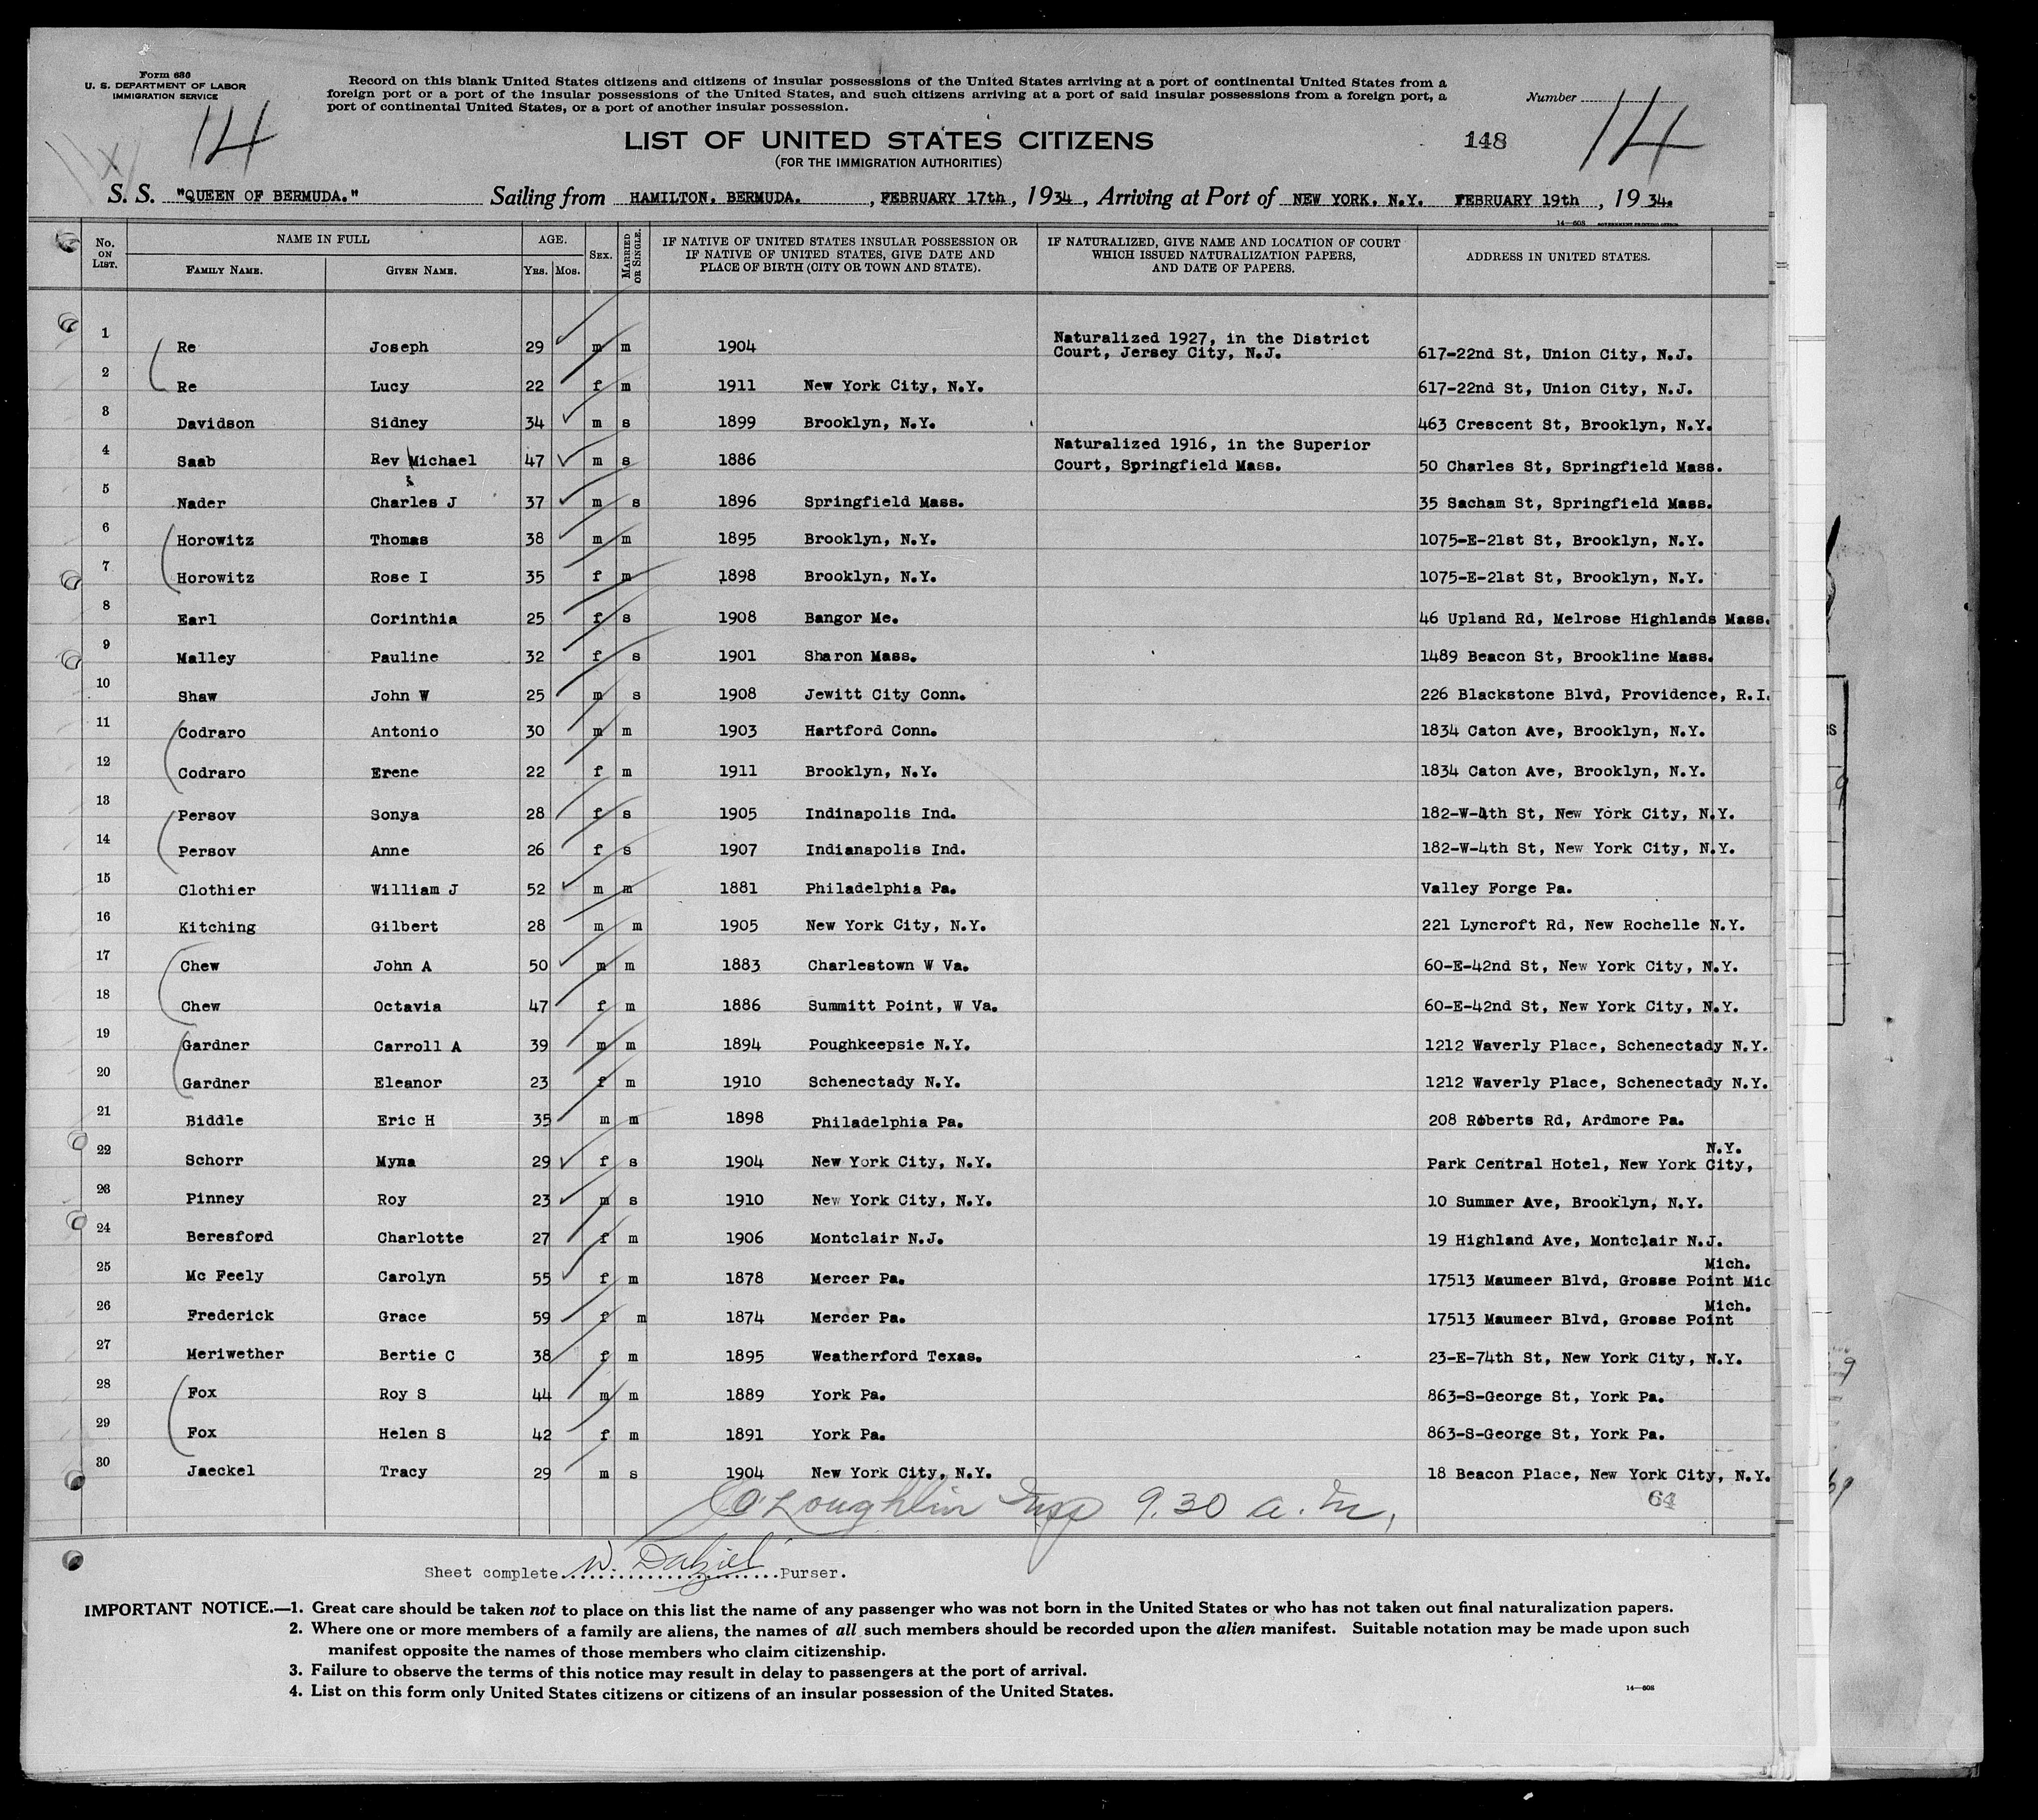 Form 686
U. S. DEPARTMENT OF LABOR
IMMIGRATION SERVICE
Record on this blank United States citizens and citizens of insular possessions of the United States arriving at a port of continental United States from a
foreign port or a port of the insular possessions of the United States, and such citizens arriving at a port of said insular possessions from a foreign port, a
port of continental United States, or a port of another insular possession.
Number
14
LIST OF UNITED STATES CITIZENS
(FOR THE IMMIGRATION AUTHORITIES)
148
14
S. S. "QUEEN OF BERMUDA." Sailing from HAMILTON. BERMUDA. , FEBRUARY 17th , 1934 , Arriving at Port of NEW YORK. N.Y. FEBRUARY 19th , 19 34.
14—608 GOVERNMENT PRINTING OFFICE
No. ON LIST. NAME IN FULL FAMILY NAME. GIVEN NAME. AGE. YRS. MOS. SEX. MARRIED OR SINGLE. IF NATIVE OF UNITED STATES INSULAR POSSESSION OR IF NATIVE OF UNITED STATES, GIVE DATE AND PLACE OF BIRTH (CITY OR TOWN AND STATE). IF NATURALIZED, GIVE NAME AND LOCATION OF COURT WHICH ISSUED NATURALIZATION PAPERS, AND DATE OF PAPERS. ADDRESS IN UNITED STATES.
1 Re Joseph 29 m m 1904 Naturalized 1927, in the District Court, Jersey City, N.J. 617-22nd St, Union City, N.J.
2 Re Lucy 22 f m 1911 New York City, N.Y. 617-22nd St, Union City, N.J.
3 Davidson Sidney 34 m s 1899 Brooklyn, N.Y. 463 Crescent St, Brooklyn, N.Y.
4 Saab Rev Michael 47 m s 1886 Naturalized 1916, in the Superior Court, Springfield Mass. 50 Charles St, Springfield Mass.
5 Nader Charles J 37 m s 1896 Springfield Mass. 35 Sacham St, Springfield Mass.
6 Horowitz Thomas 38 m m 1895 Brooklyn, N.Y. 1075-E-21st St, Brooklyn, N.Y.
7 Horowitz Rose I 35 f m 1898 Brooklyn, N.Y. 1075-E-21st St, Brooklyn, N.Y.
8 Earl Corinthia 25 f s 1908 Bangor Me. 46 Upland Rd, Melrose Highlands Mass.
9 Malley Pauline 32 f s 1901 Sharon Mass. 1489 Beacon St, Brookline Mass.
10 Shaw John W 25 m s 1908 Jewitt City Conn. 226 Blackstone Blvd, Providence, R.I.
11 Codraro Antonio 30 m m 1903 Hartford Conn. 1834 Caton Ave, Brooklyn, N.Y.
12 Codraro Erene 22 f m 1911 Brooklyn, N.Y. 1834 Caton Ave, Brooklyn, N.Y.
13 Persov Sonya 28 f s 1905 Indinapolis Ind. 182-W-4th St, New York City, N.Y.
14 Persov Anne 26 f s 1907 Indianapolis Ind. 182-W-4th St, New York City, N.Y.
15 Clothier William J 52 m m 1881 Philadelphia Pa. Valley Forge Pa.
16 Kitching Gilbert 28 m m 1905 New York City, N.Y. 221 Lyncroft Rd, New Rochelle N.Y.
17 Chew John A 50 m m 1883 Charlestown W Va. 60-E-42nd St, New York City, N.Y.
18 Chew Octavia 47 f m 1886 Summitt Point, W Va. 60-E-42nd St, New York City, N.Y.
19 Gardner Carroll A 39 m m 1894 Poughkeepsie N.Y. 1212 Waverly Place, Schenectady N.Y.
20 Gardner Eleanor 23 f m 1910 Schenectady N.Y. 1212 Waverly Place, Schenectady N.Y.
21 Biddle Eric H 35 m m 1898 Philadelphia Pa. 208 Roberts Rd, Ardmore Pa.
22 Schorr Myna 29 f s 1904 New York City, N.Y. Park Central Hotel, New York City, N.Y.
23 Pinney Roy 23 m s 1910 New York City, N.Y. 10 Summer Ave, Brooklyn, N.Y.
24 Beresford Charlotte 27 f m 1906 Montclair N.J. 19 Highland Ave, Montclair N.J.
25 Mc Feely Carolyn 55 f m 1878 Mercer Pa. 17513 Maumeer Blvd, Grosse Point Mic Mich.
26 Frederick Grace 59 f m 1874 Mercer Pa. 17513 Maumeer Blvd, Grosse Point Mich.
27 Meriwether Bertie C 38 f m 1895 Weatherford Texas. 23-E-74th St, New York City, N.Y.
28 Fox Roy S 44 m m 1889 York Pa. 863-S-George St, York Pa.
29 Fox Helen S 42 f m 1891 York Pa. 863-S-George St, York Pa.
30 Jaeckel Tracy 29 m s 1904 New York City, N.Y. 18 Beacon Place, New York City, N.Y.
O'Loughlin Insp 9.30 a.m.
64
Sheet complete W. Dalziel Purser.
IMPORTANT NOTICE.—1. Great care should be taken not to place on this list the name of any passenger who was not born in the United States or who has not taken out final naturalization papers.
2. Where one or more members of a family are aliens, the names of all such members should be recorded upon the alien manifest. Suitable notation may be made upon such
manifest opposite the names of those members who claim citizenship.
3. Failure to observe the terms of this notice may result in delay to passengers at the port of arrival.
4. List on this form only United States citizens or citizens of an insular possession of the United States.
14—608